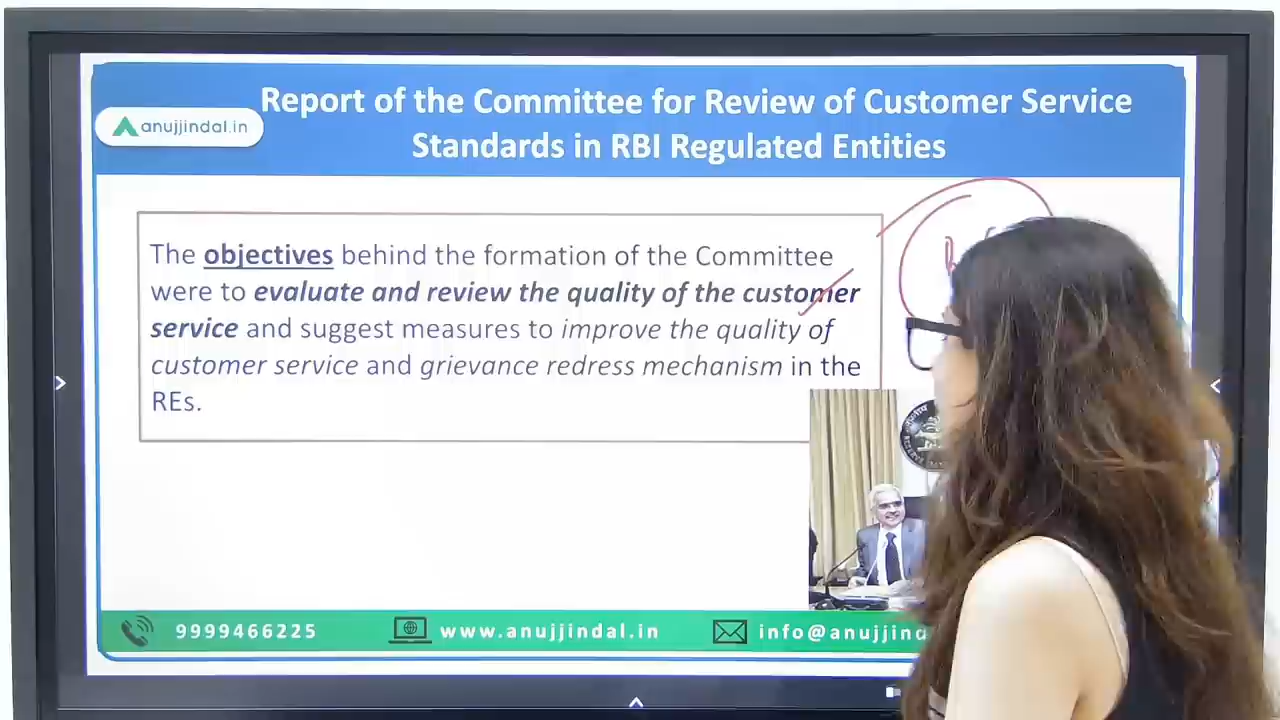 Report of the Committee for Review of Customer Service
Standards in RBI Regulated Entities
anujjindal.in
The objectives behind the formation of the Committee
were to evaluate and review the quality of the customer
service and suggest measures to improve the quality of
customer service and grievance redress mechanism in the
REs.
9999466225
www.anujjindal.in